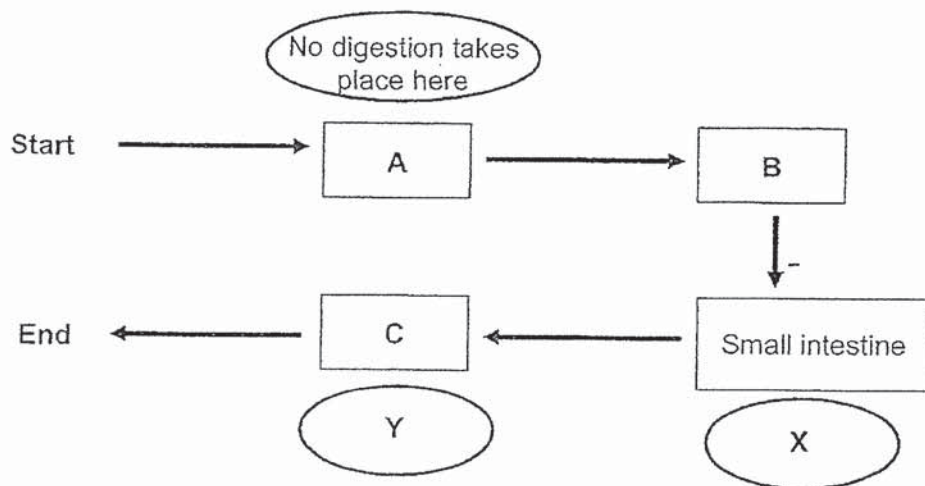 No digestion takes
place here
Start
A
B
End
C
Small intestine
Y
X